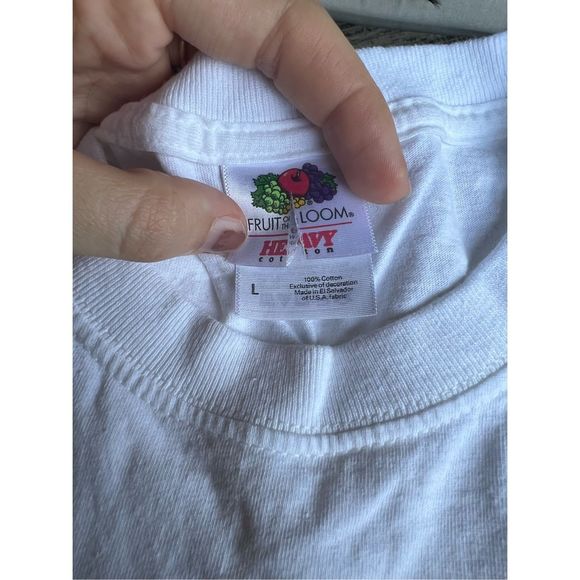 FRUIT OF THE LOOM®
HEAVY
cotton
L
100% Cotton
Exclusive of decoration
Made in El Salvador
of U.S.A. fabric